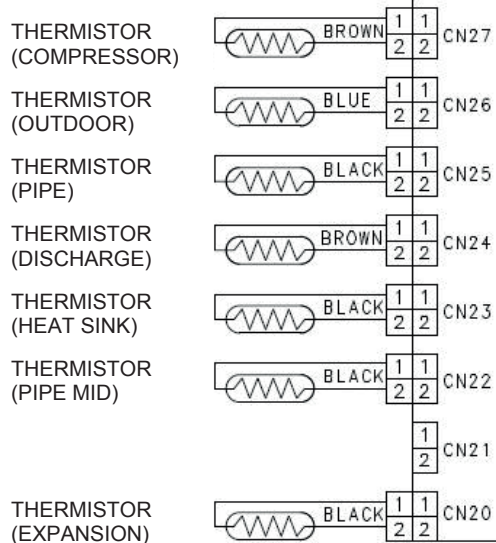 THERMISTOR
(COMPRESSOR)
BROWN 1 1 CN27
2 2
THERMISTOR
(OUTDOOR)
BLUE 1 1 CN26
2 2
THERMISTOR
(PIPE)
BLACK 1 1 CN25
2 2
THERMISTOR
(DISCHARGE)
BROWN 1 1 CN24
2 2
THERMISTOR
(HEAT SINK)
BLACK 1 1 CN23
2 2
THERMISTOR
(PIPE MID)
BLACK 1 1 CN22
2 2
1 CN21
2
THERMISTOR
(EXPANSION)
BLACK 1 1 CN20
2 2